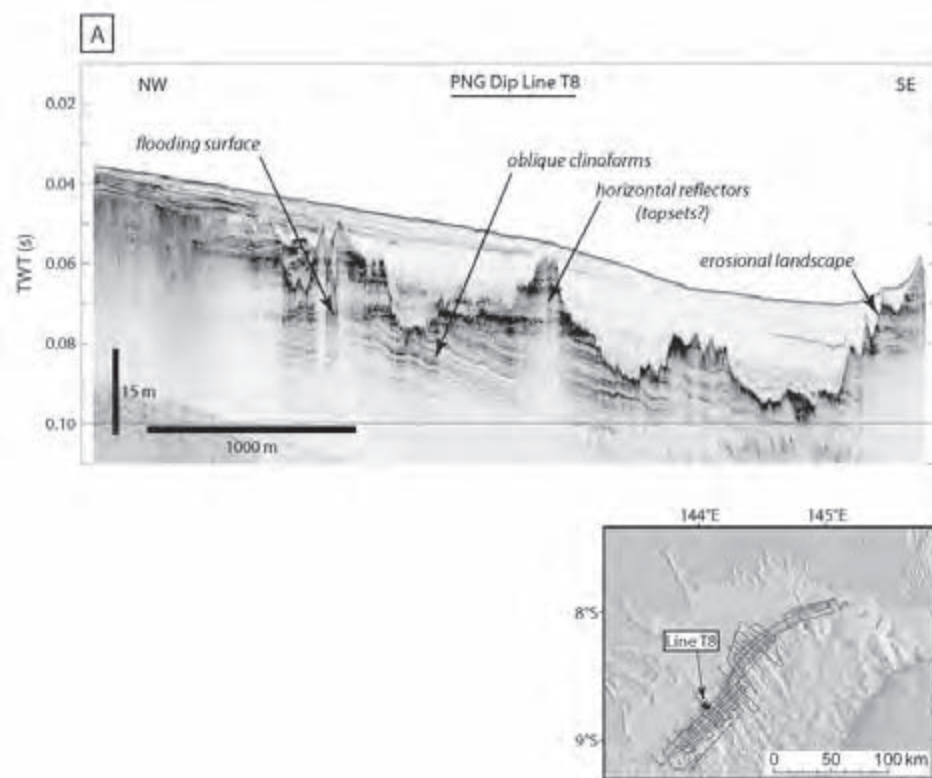 A
NW
PNG Dip Line T8
SE
0.02
flooding surface
oblique clinoforms
0.04
horizontal reflectors
(topsets?)
erosional landscape
TWT (s)
0.06
0.08
15 m
0.10
1000 m
144°E
145°E
8°S
Line T8
9°S
0
50
100 km